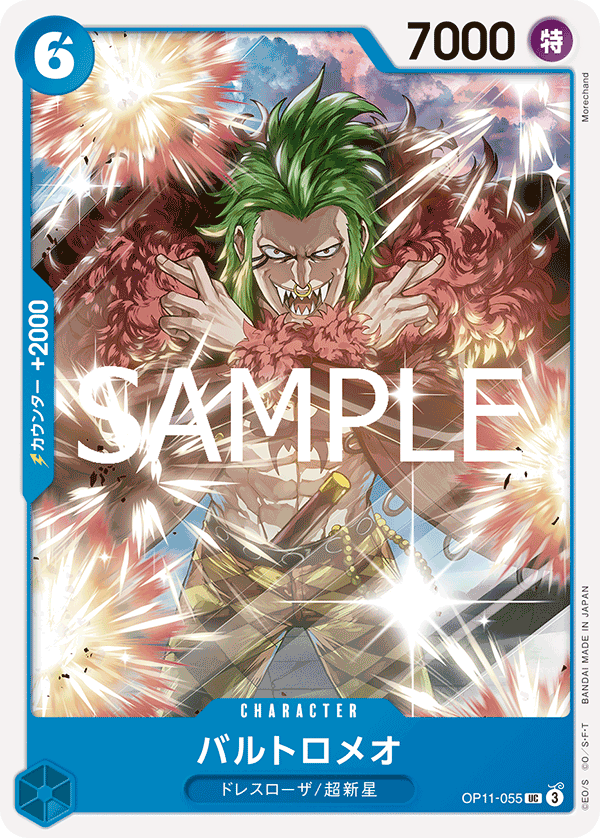 6
7000 特
Morechand
カウンター +2000
SAMPLE
CHARACTER
バルトロメオ
ドレスローザ/超新星
OP11-055 UC 3
©E.O/S ©O/S・F・T BANDAI MADE IN JAPAN